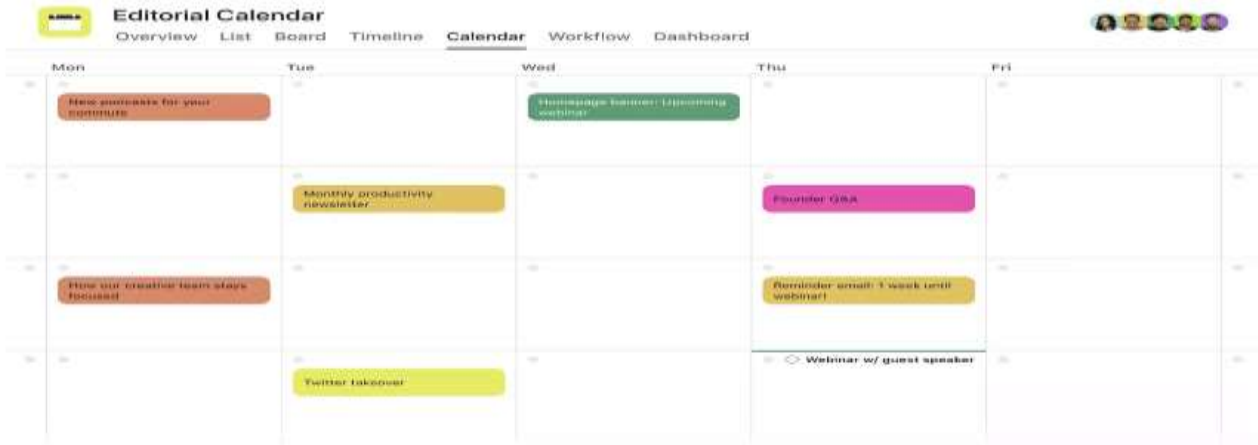 Editorial Calendar
Overview List Board Timeline Calendar Workflow Dashboard
Mon Tue Wed Thu Fri
New podcasts for your
commute
Homepage banner: Upcoming
webinar
Monthly productivity
newsletter
Founder Q&A
How our creative team stays
focused
Reminder email: 1 week until
webinar!
Twitter takeover
Webinar w/ guest speaker